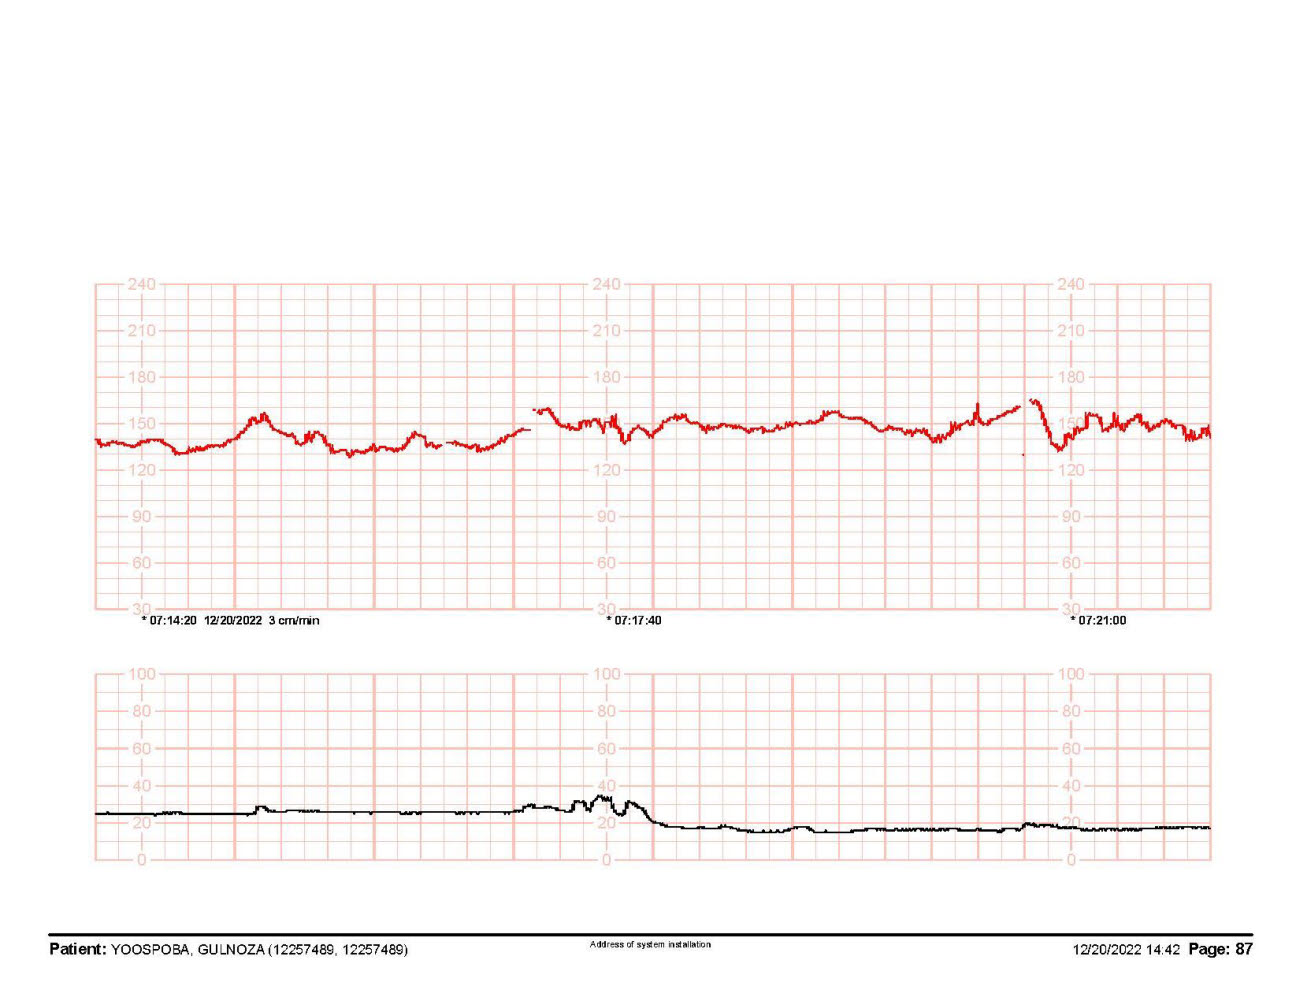 240 240 240
210 210 210
180 180 180
150 150 150
120 120 120
90 90 90
60 60 60
30 30 30
* 07:14:20 12/20/2022 3 cm/min * 07:17:40 * 07:21:00
100 100 100
80 80 80
60 60 60
40 40 40
20 20 20
0 0 0
Patient: YOOSPOBA, GULNOZA (12257489, 12257489) Address of system installation 12/20/2022 14:42 Page: 87